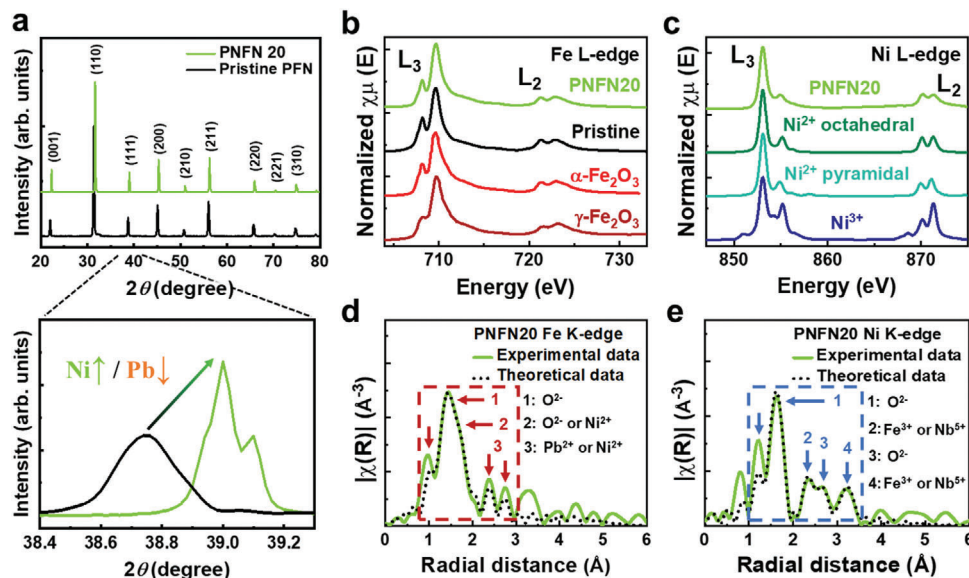 a
Intensity (arb. units)
PNFN 20
Pristine PFN
(001)
(110)
(111)
(200)
(210)
(211)
(220)
(221)
(310)
20 30 40 50 60 70 80
2θ (degree)
Intensity (arb. units)
Ni↑ / Pb↓
38.4 38.6 38.8 39.0 39.2
2θ (degree)
b
Normalized χμ (E)
L₃
Fe L-edge
L₂
PNFN20
Pristine
α-Fe₂O₃
γ-Fe₂O₃
710 720 730
Energy (eV)
c
Normalized χμ (E)
L₃
Ni L-edge
L₂
PNFN20
Ni²⁺ octahedral
Ni²⁺ pyramidal
Ni³⁺
850 860 870
Energy (eV)
d
|χ(R)| (Å⁻³)
PNFN20 Fe K-edge
Experimental data
Theoretical data
1
1: O²⁻
2
2: O²⁻ or Ni²⁺
3
3: Pb²⁺ or Ni²⁺
0 1 2 3 4 5 6
Radial distance (Å)
e
|χ(R)| (Å⁻³)
PNFN20 Ni K-edge
Experimental data
Theoretical data
1
1: O²⁻
2: Fe³⁺ or Nb⁵⁺
2 3 4
3: O²⁻
4: Fe³⁺ or Nb⁵⁺
0 1 2 3 4 5 6
Radial distance (Å)